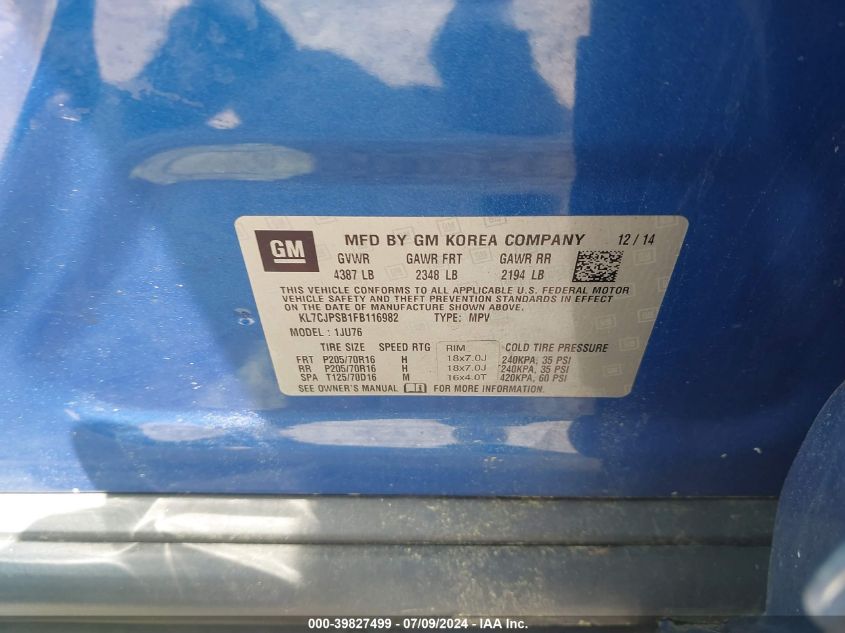 GM MFD BY GM KOREA COMPANY 12 / 14
GVWR GAWR FRT GAWR RR
4387 LB 2348 LB 2194 LB
THIS VEHICLE CONFORMS TO ALL APPLICABLE U.S. FEDERAL MOTOR
VEHICLE SAFETY AND THEFT PREVENTION STANDARDS IN EFFECT
ON THE DATE OF MANUFACTURE SHOWN ABOVE.
KL7CJPSB1FB116982 TYPE: MPV
MODEL : 1JU76
TIRE SIZE SPEED RTG RIM COLD TIRE PRESSURE
FRT P205/70R16 H 18x7.0J 240KPA, 35 PSI
RR P205/70R16 H 18x7.0J 240KPA, 35 PSI
SPA T125/70D16 M 16x4.0T 420KPA, 60 PSI
SEE OWNER'S MANUAL FOR MORE INFORMATION.
000-39827499 - 07/09/2024 - IAA Inc.